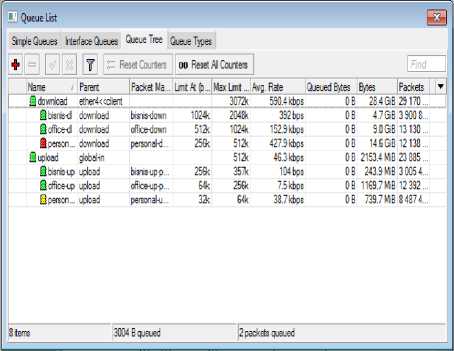 Queue List
Simple Queues Interface Queues Queue Tree Queue Types
Reset Counters 00 Reset All Counters Find
Name / Parent Packet Ma... Limit At (b... Max Limit ... Avg. Rate Queued Bytes Bytes Packets
download ether4<<client 3072k 590.4 kbps 0 B 28.4 GiB 29 170 ...
bisnis-dl download bisnis-down 1024k 2048k 392 bps 0 B 4.7 GiB 3 900 8...
office-dl download office-down 512k 1024k 152.9 kbps 0 B 9.0 GiB 13 130 ...
person... download personal-d... 256k 512k 427.9 kbps 0 B 14.6 GiB 12 138 ...
upload global-in 512k 46.3 kbps 0 B 2153.4 MiB 23 885 ...
bisnis-up upload bisnis-up-p... 256k 357k 104 bps 0 B 243.9 MiB 3 005 4...
office-up upload office-up-p... 64k 256k 7.5 kbps 0 B 1169.7 MiB 12 392 ...
person... upload personal-u... 32k 64k 38.7 kbps 0 B 739.7 MiB 8 487 4...
8 items 3004 B queued 2 packets queued